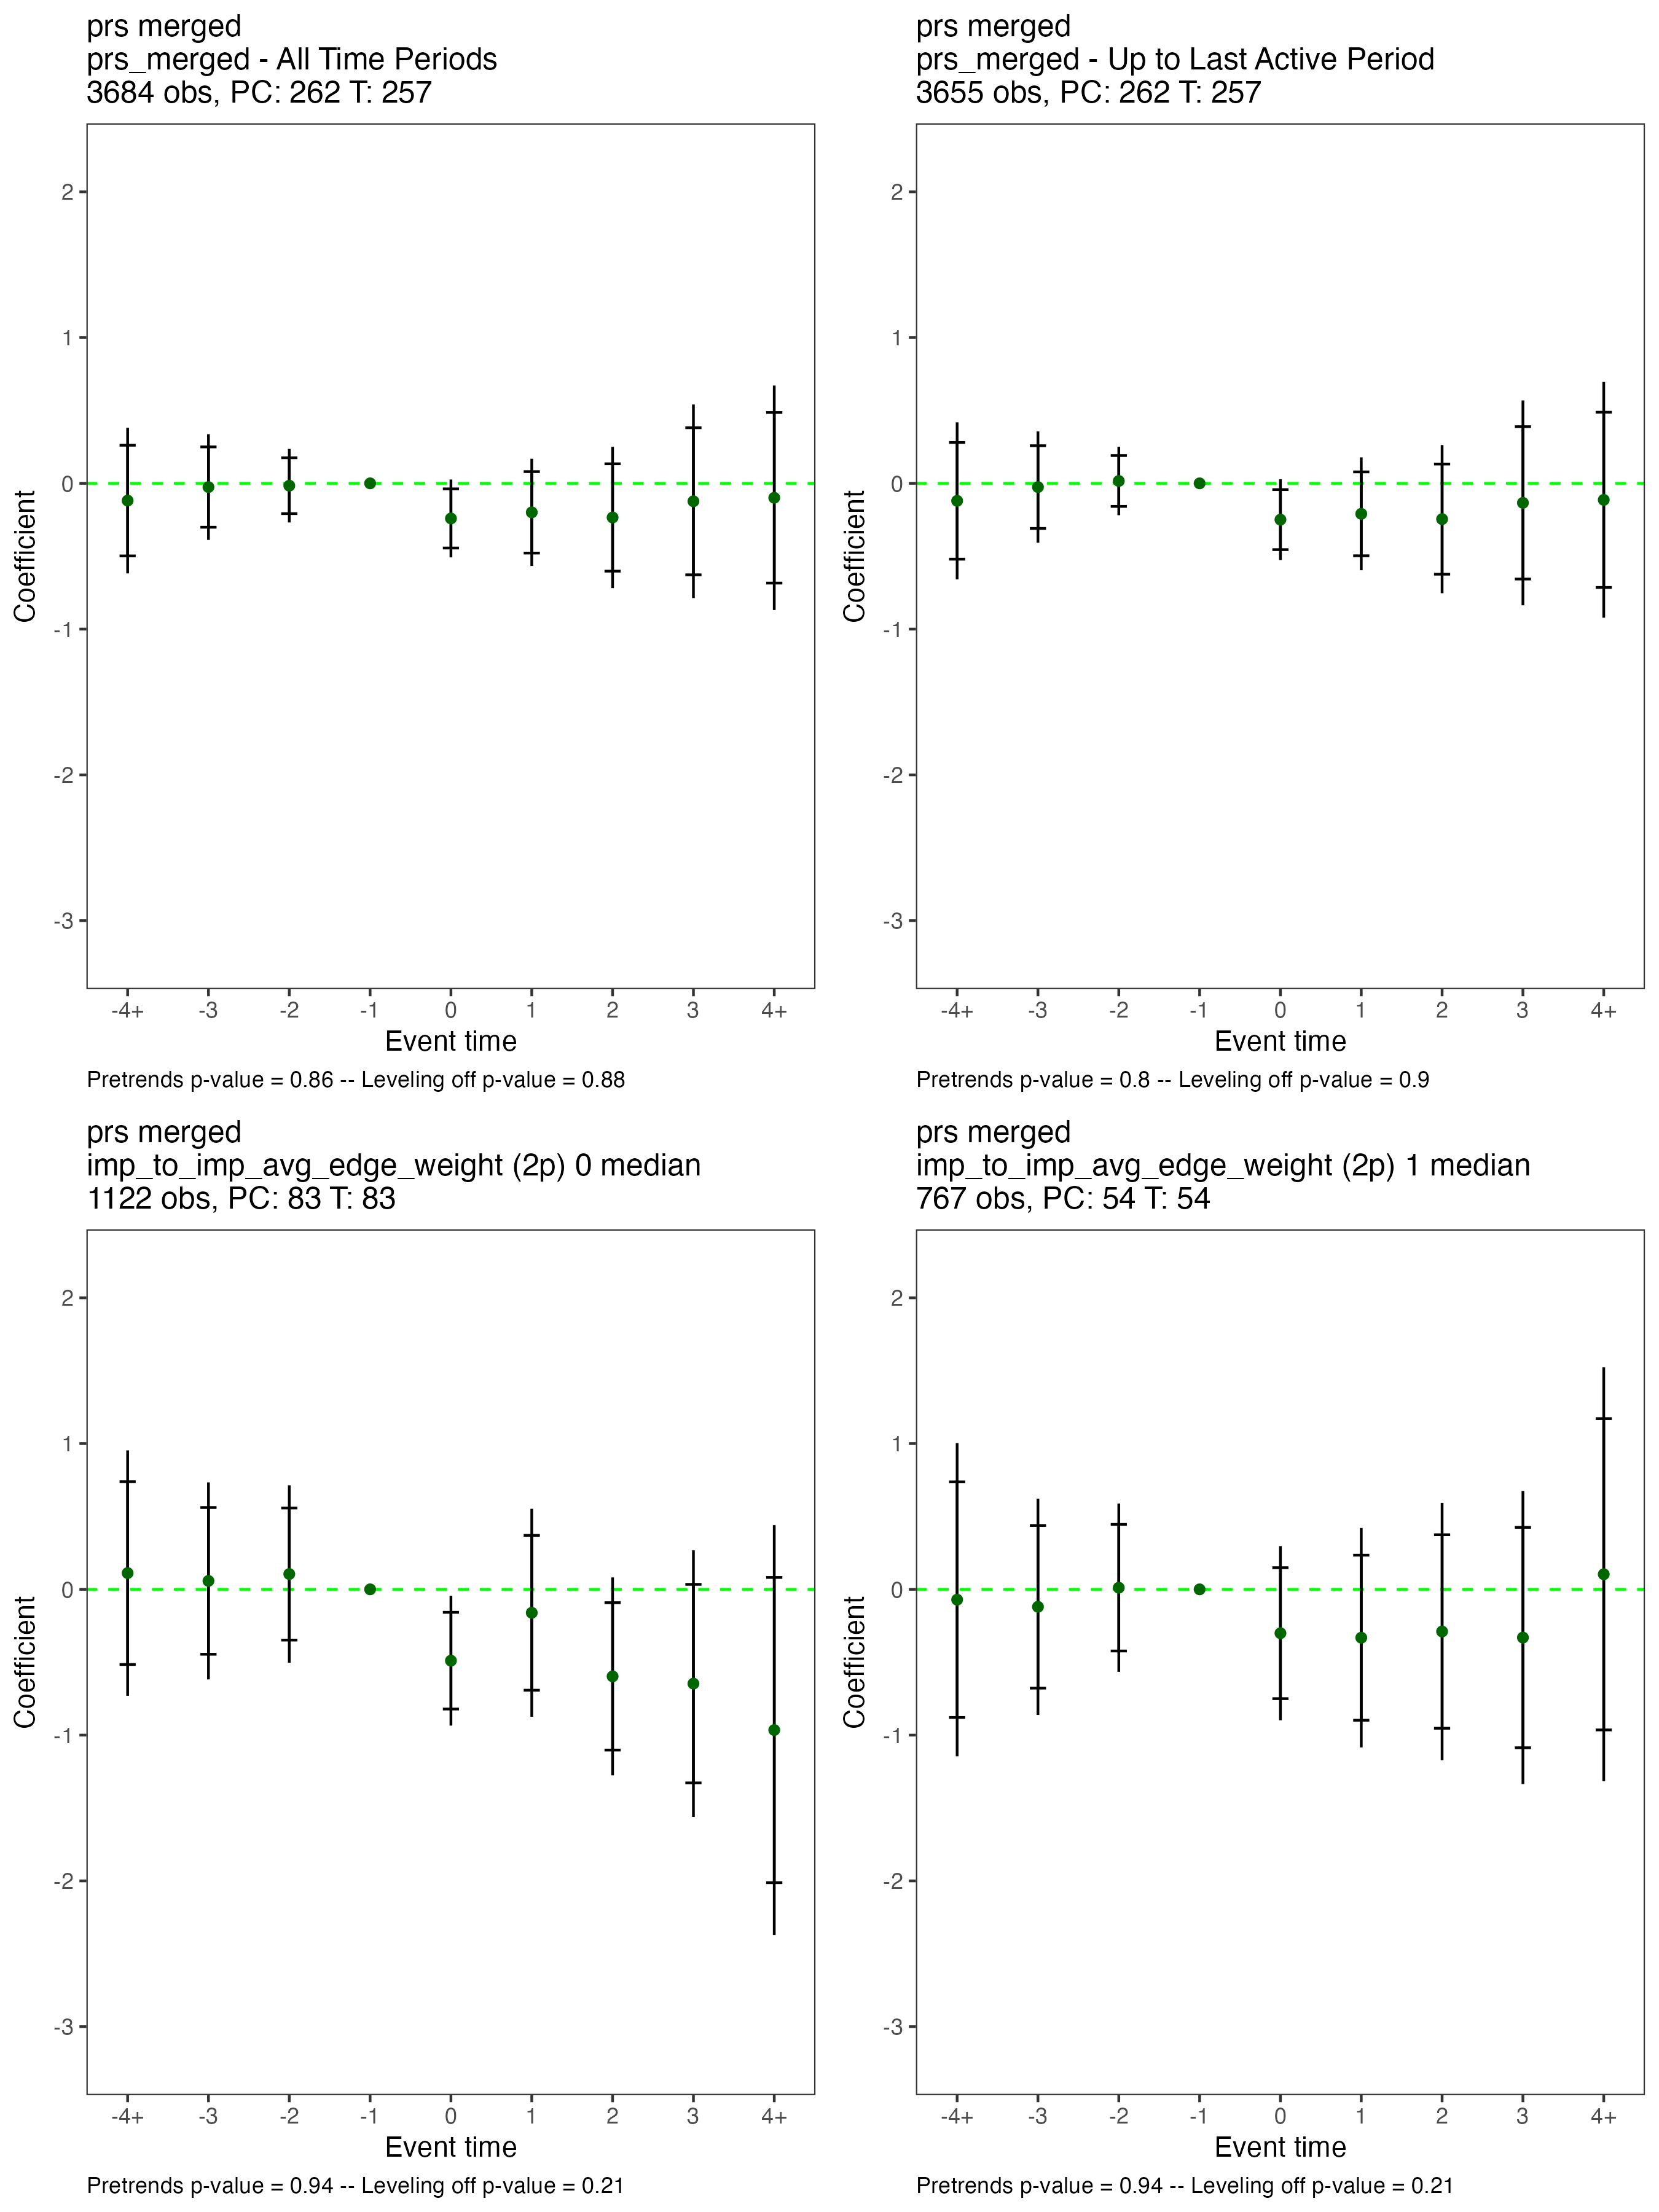 prs merged
prs_merged - All Time Periods
3684 obs, PC: 262 T: 257
2
1
0
-1
-2
-3
Coefficient
-4+ -3 -2 -1 0 1 2 3 4+
Event time
Pretrends p-value = 0.86 -- Leveling off p-value = 0.88
prs merged
prs_merged - Up to Last Active Period
3655 obs, PC: 262 T: 257
2
1
0
-1
-2
-3
Coefficient
-4+ -3 -2 -1 0 1 2 3 4+
Event time
Pretrends p-value = 0.8 -- Leveling off p-value = 0.9
prs merged
imp_to_imp_avg_edge_weight (2p) 0 median
1122 obs, PC: 83 T: 83
2
1
0
-1
-2
-3
Coefficient
-4+ -3 -2 -1 0 1 2 3 4+
Event time
Pretrends p-value = 0.94 -- Leveling off p-value = 0.21
prs merged
imp_to_imp_avg_edge_weight (2p) 1 median
767 obs, PC: 54 T: 54
2
1
0
-1
-2
-3
Coefficient
-4+ -3 -2 -1 0 1 2 3 4+
Event time
Pretrends p-value = 0.94 -- Leveling off p-value = 0.21